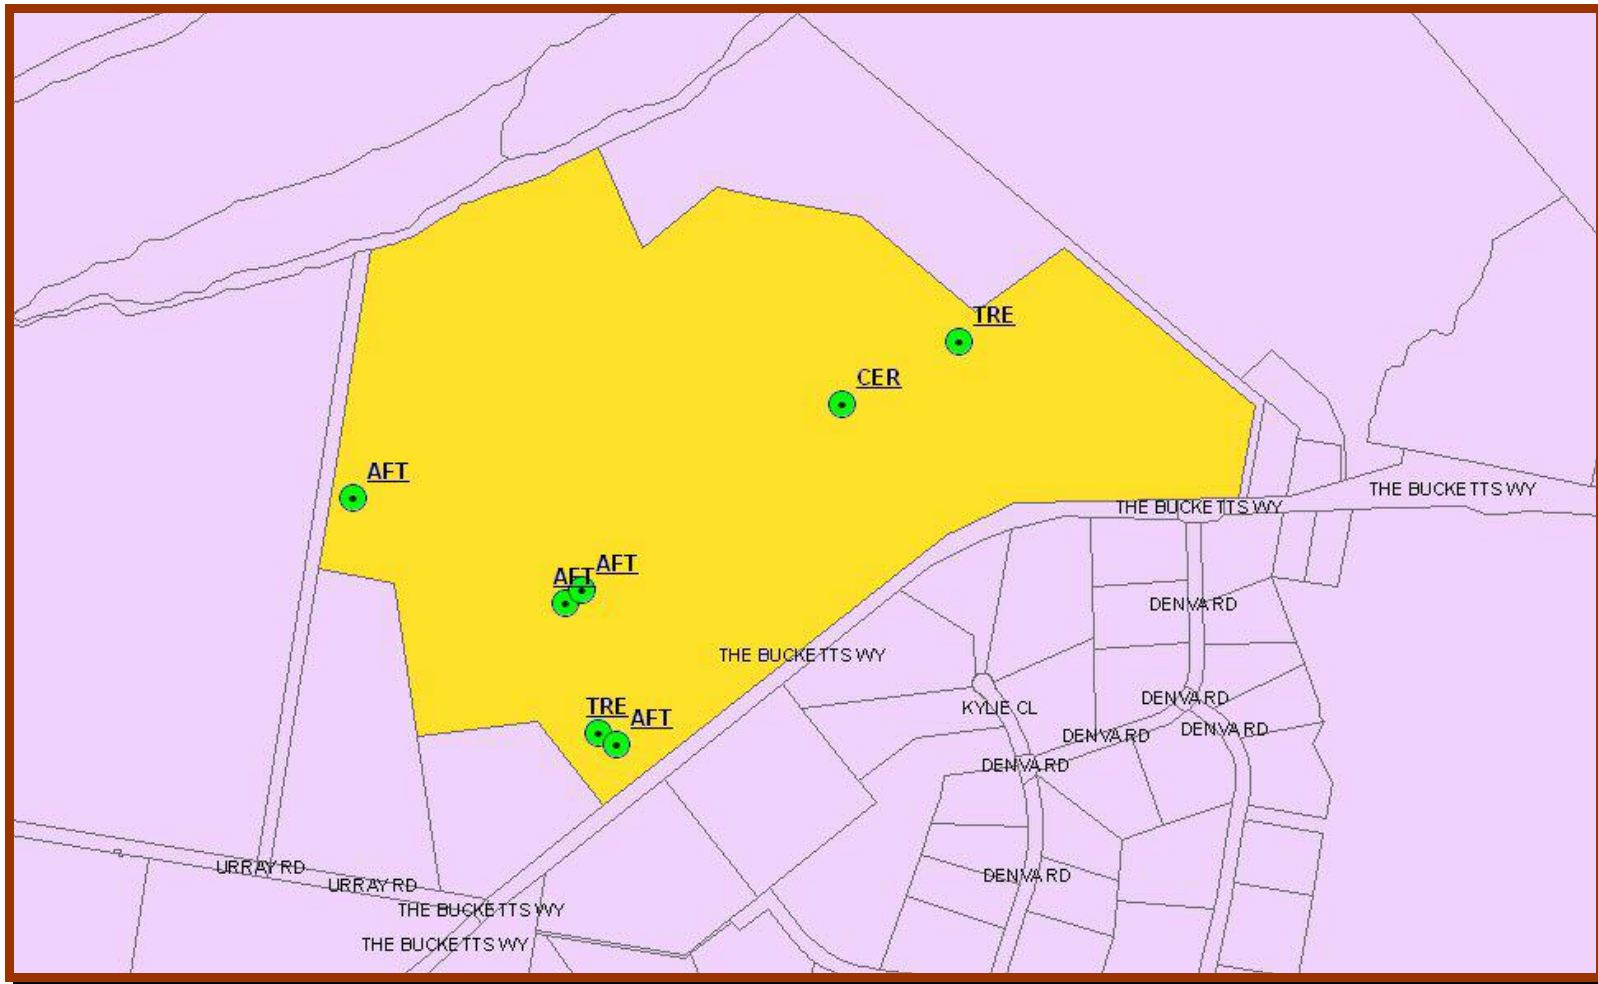 TRE
CER
AFT
THE BUCKETTS WY
THE BUCKETTS WY
AFT
AFT
DENVA RD
THE BUCKETTS WY
DENVA RD
TRE
KYLIE CL
AFT
DENVA RD
DENVA RD
DENVA RD
URRAY RD
DENVA RD
URRAY RD
THE BUCKETTS WY
THE BUCKETTS WY